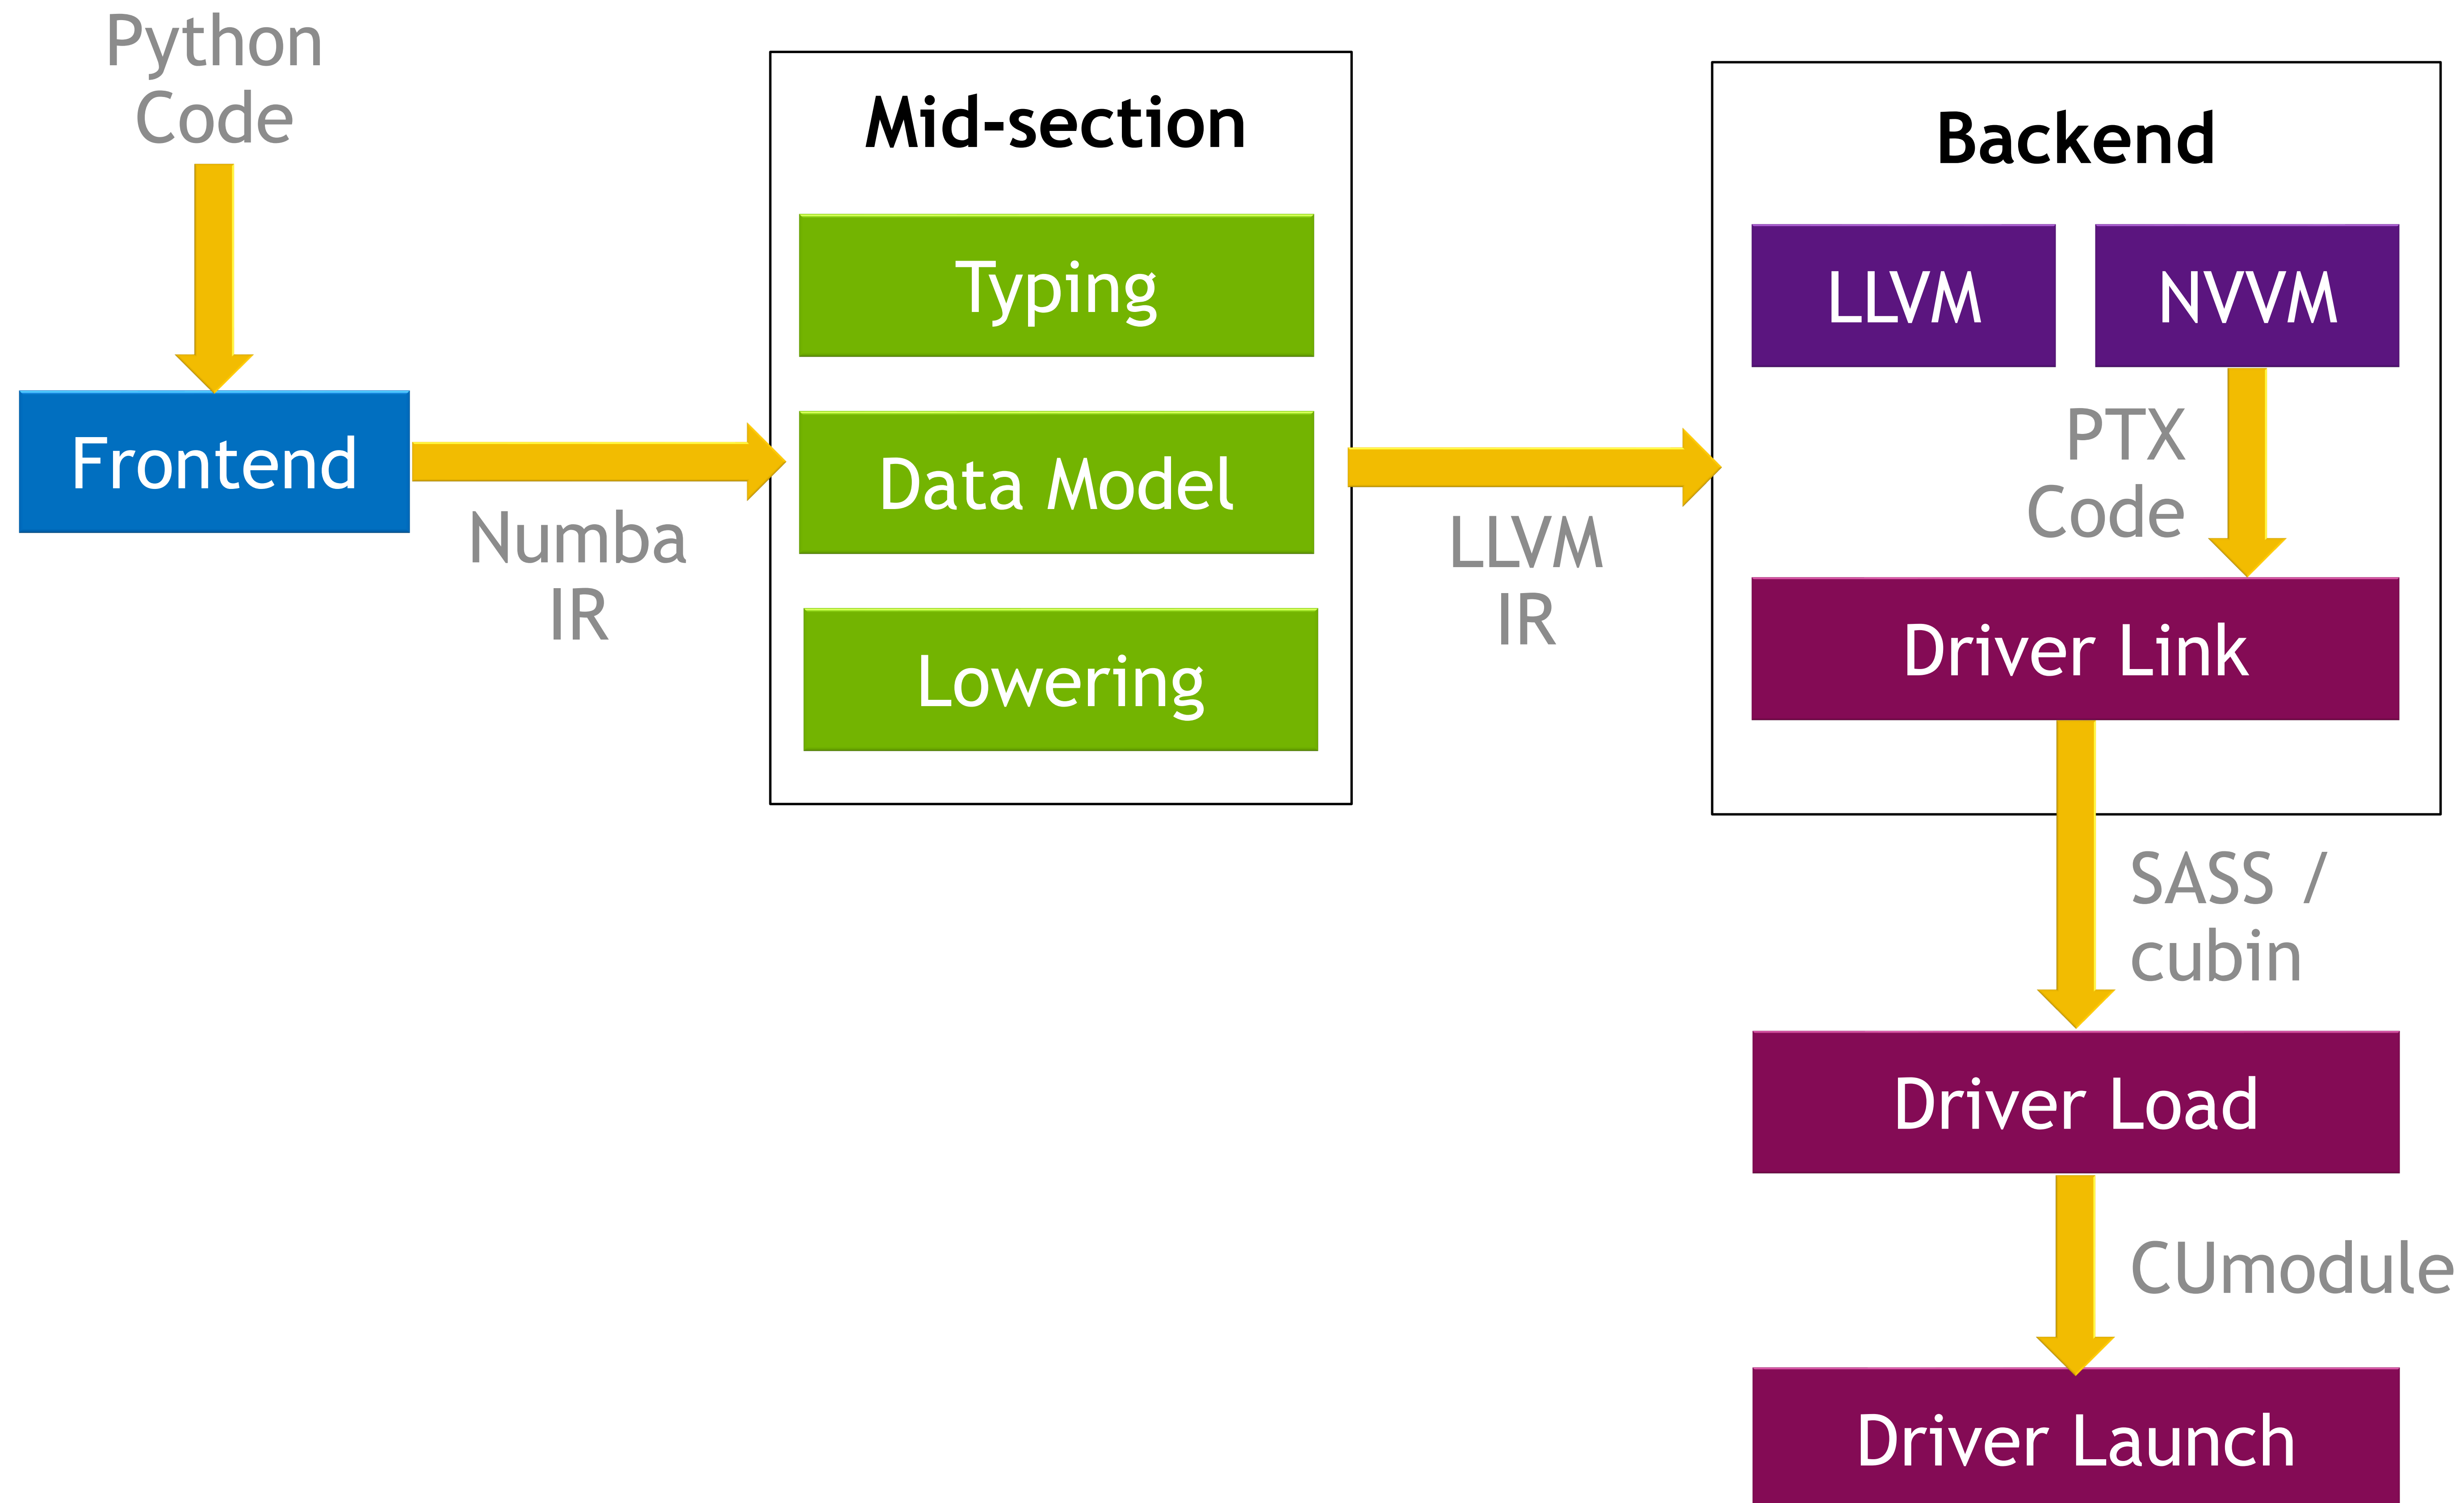 Python
Code
Frontend
Numba
IR
Mid-section
Typing
Data Model
Lowering
LLVM
IR
Backend
LLVM
NVVM
PTX
Code
Driver Link
SASS /
cubin
Driver Load
CUmodule
Driver Launch